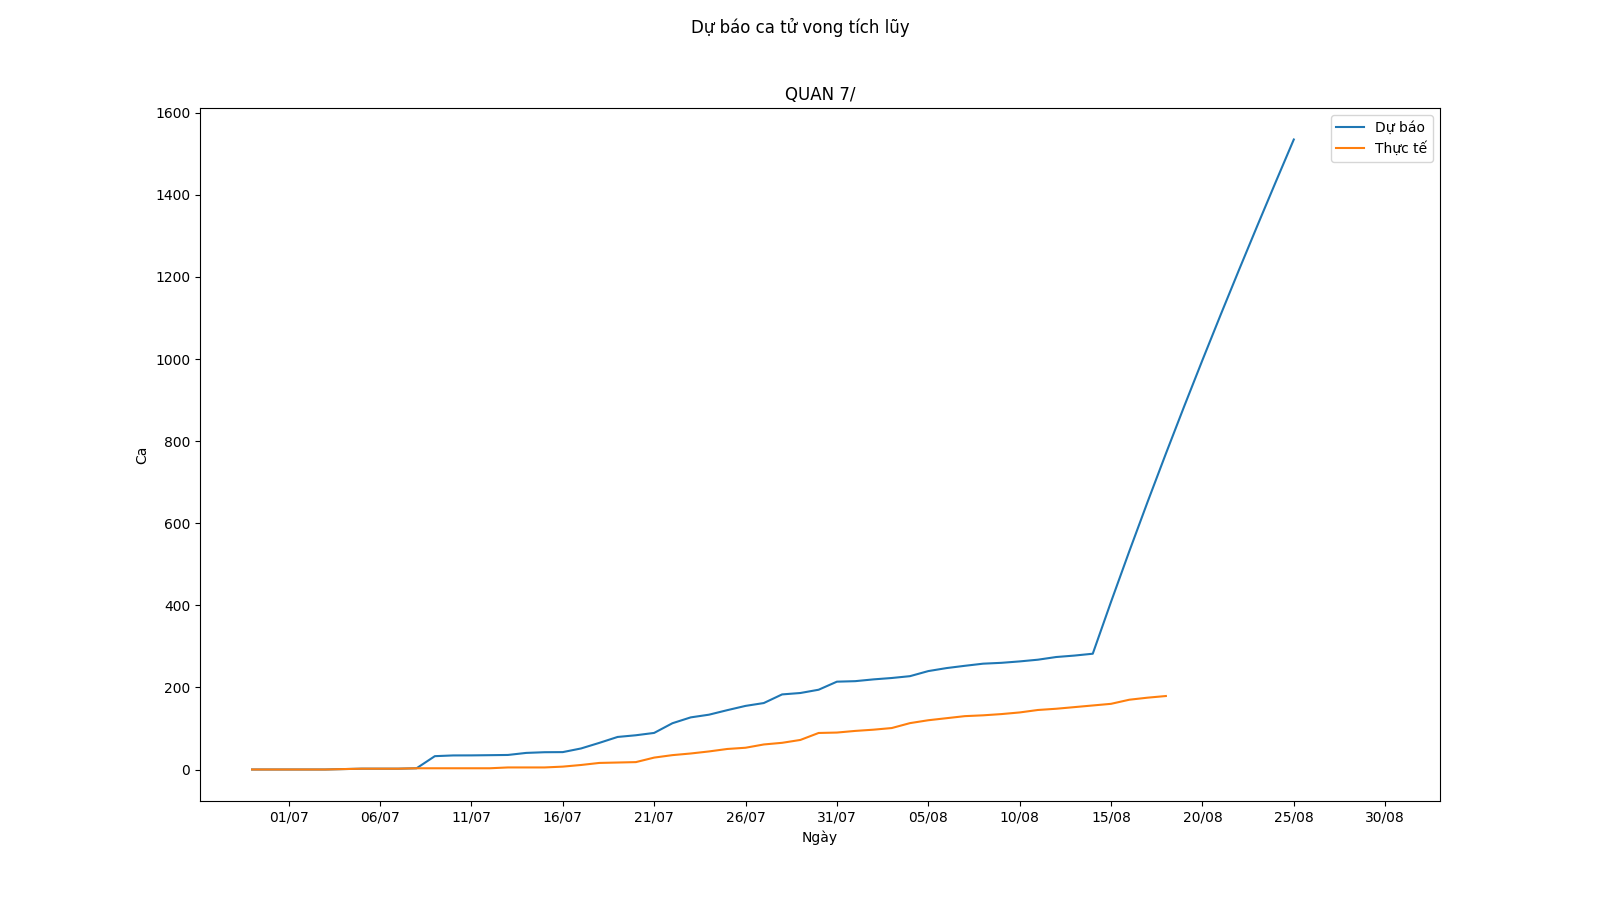 Dự báo ca tử vong tích lũy
QUAN 7/
Dự báo
Thực tế
1600
1400
1200
1000
800
600
400
200
0
Ca
01/07 06/07 11/07 16/07 21/07 26/07 31/07 05/08 10/08 15/08 20/08 25/08 30/08
Ngày